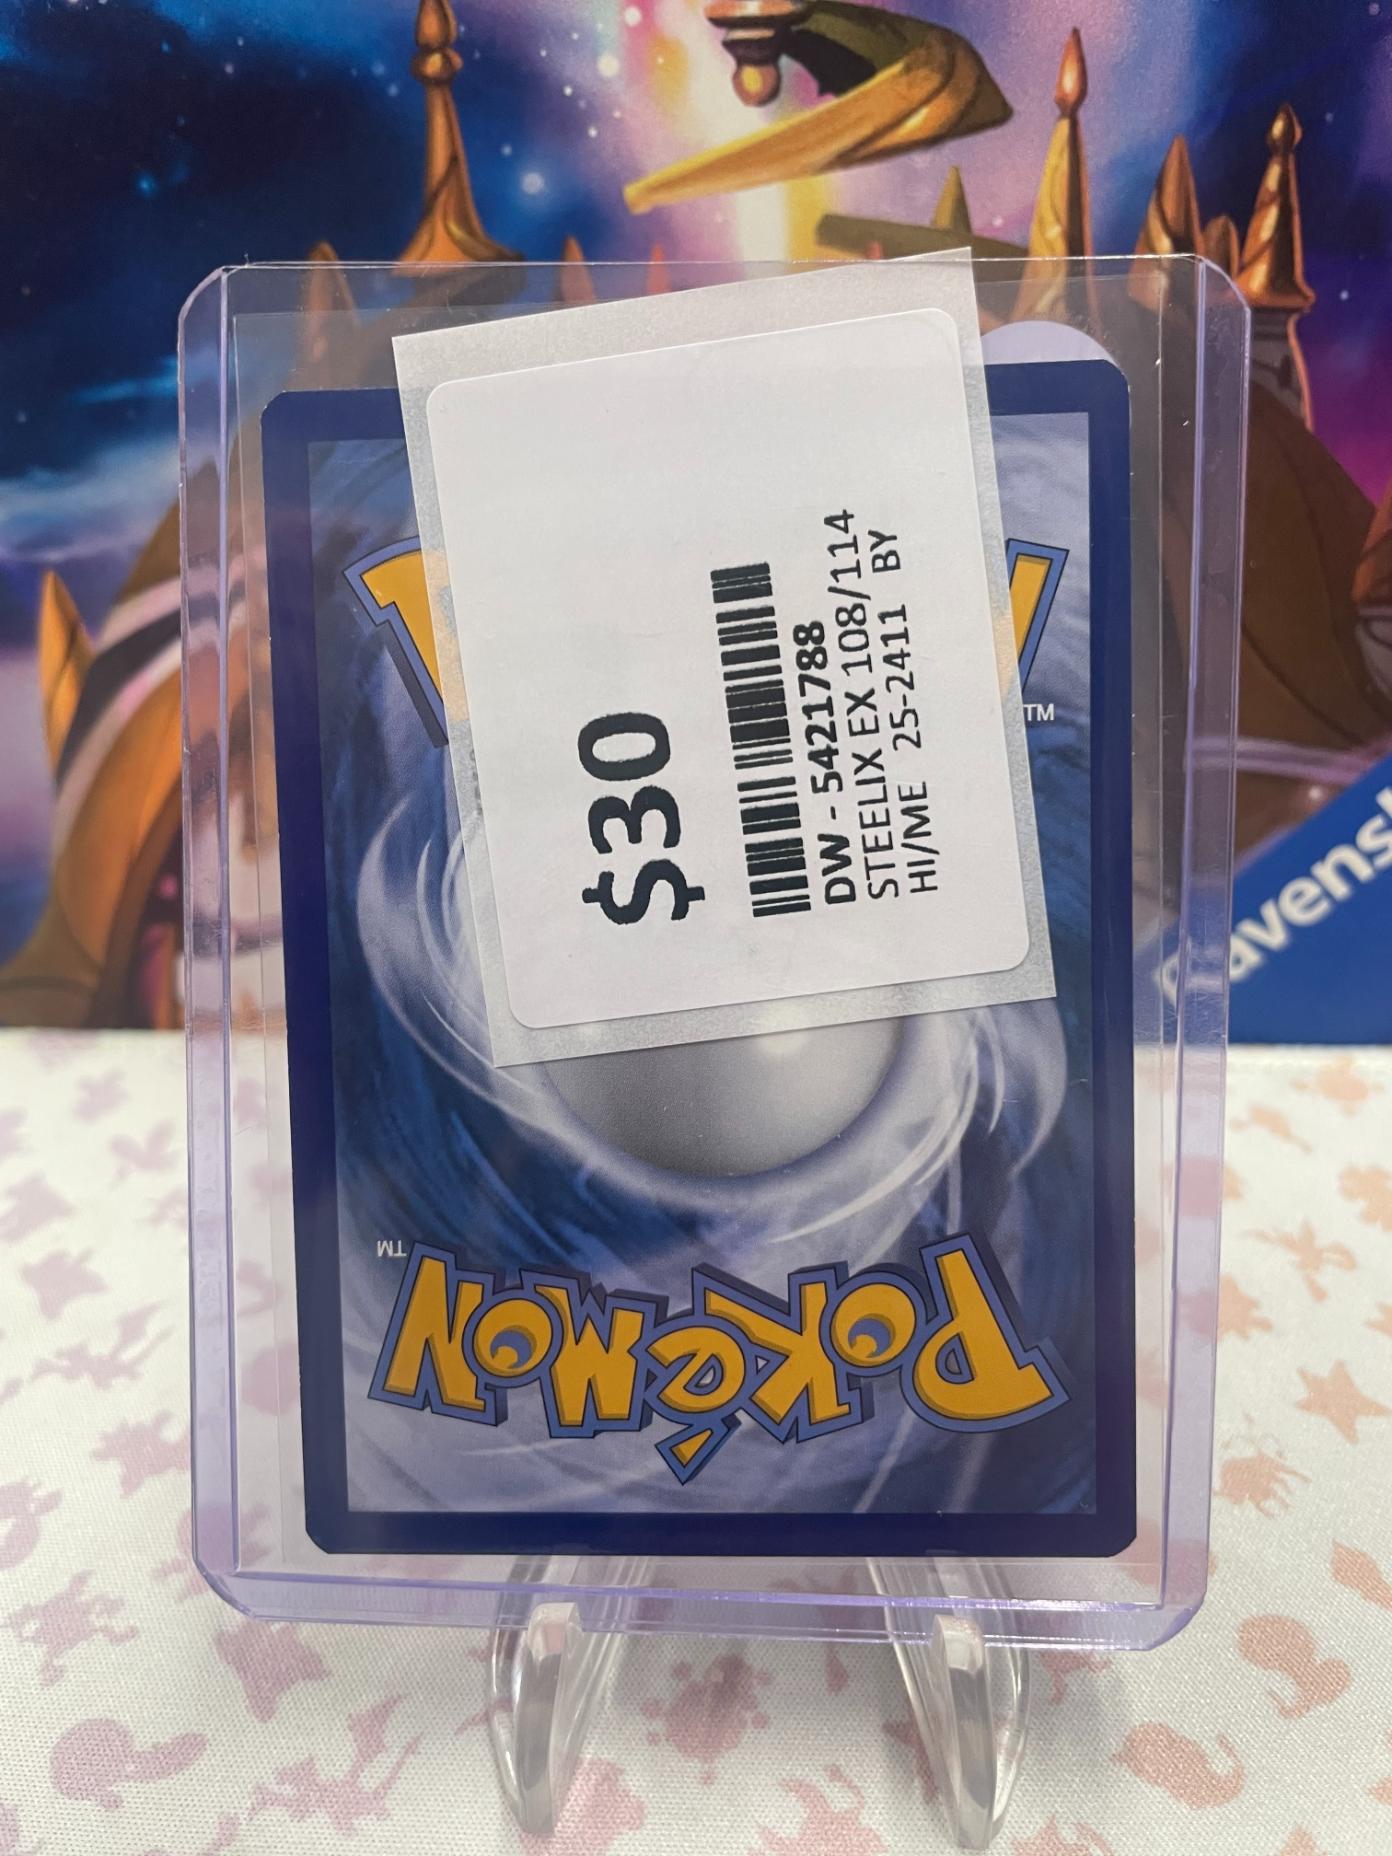 $30
DW - 5421788
STEELIX EX 108/114
HI/ME 25-2411 BY
TM
TM
POKéMON